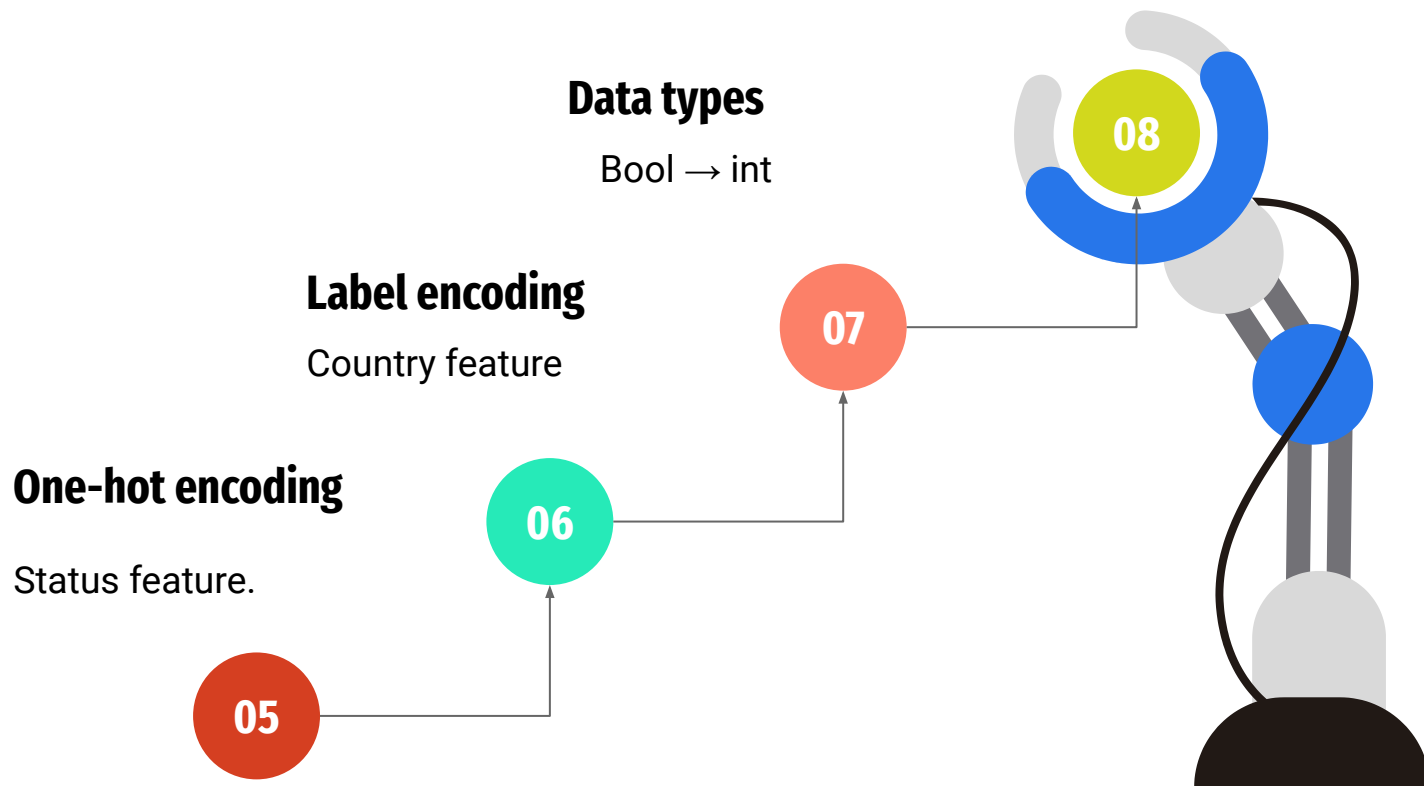 Data types
Bool → int
08
Label encoding
Country feature
07
One-hot encoding
Status feature.
06
05